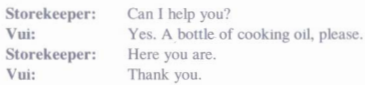 Storekeeper: Can I help you?
Vui: Yes. A bottle of cooking oil, please.
Storekeeper: Here you are.
Vui: Thank you.